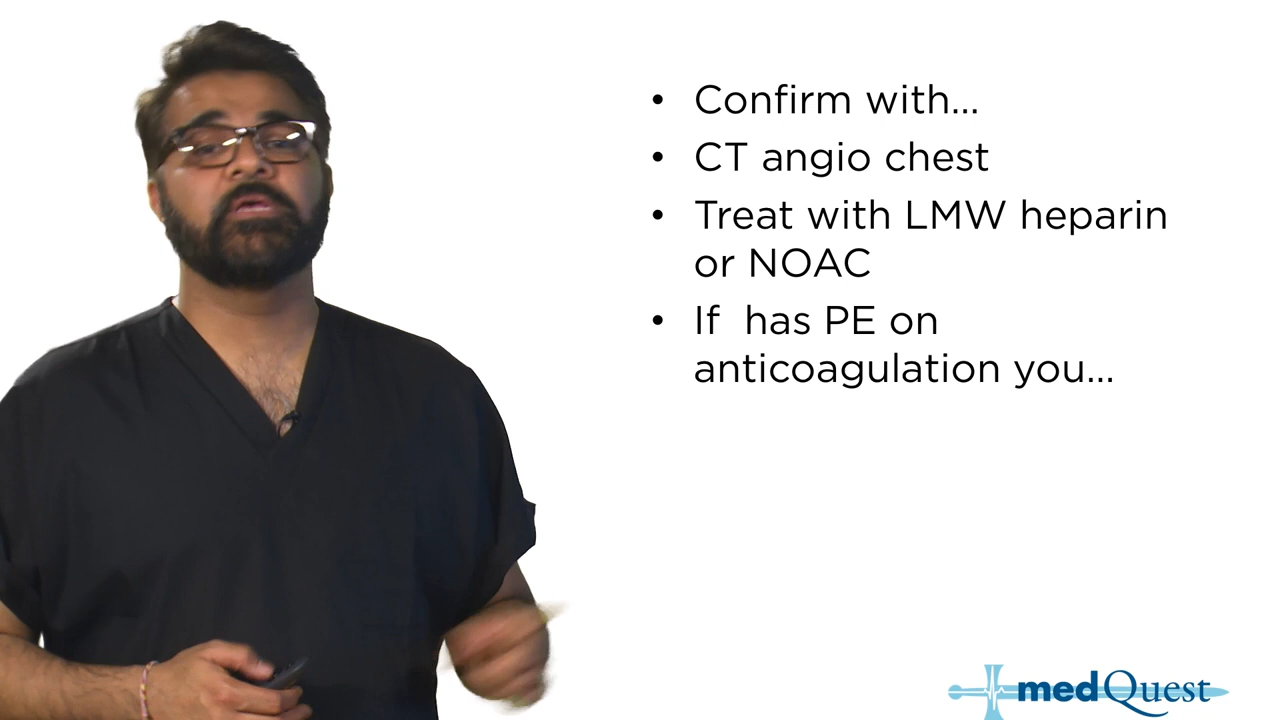 • Confirm with...
• CT angio chest
• Treat with LMW heparin
or NOAC
• If  has PE on
anticoagulation you...
medQuest